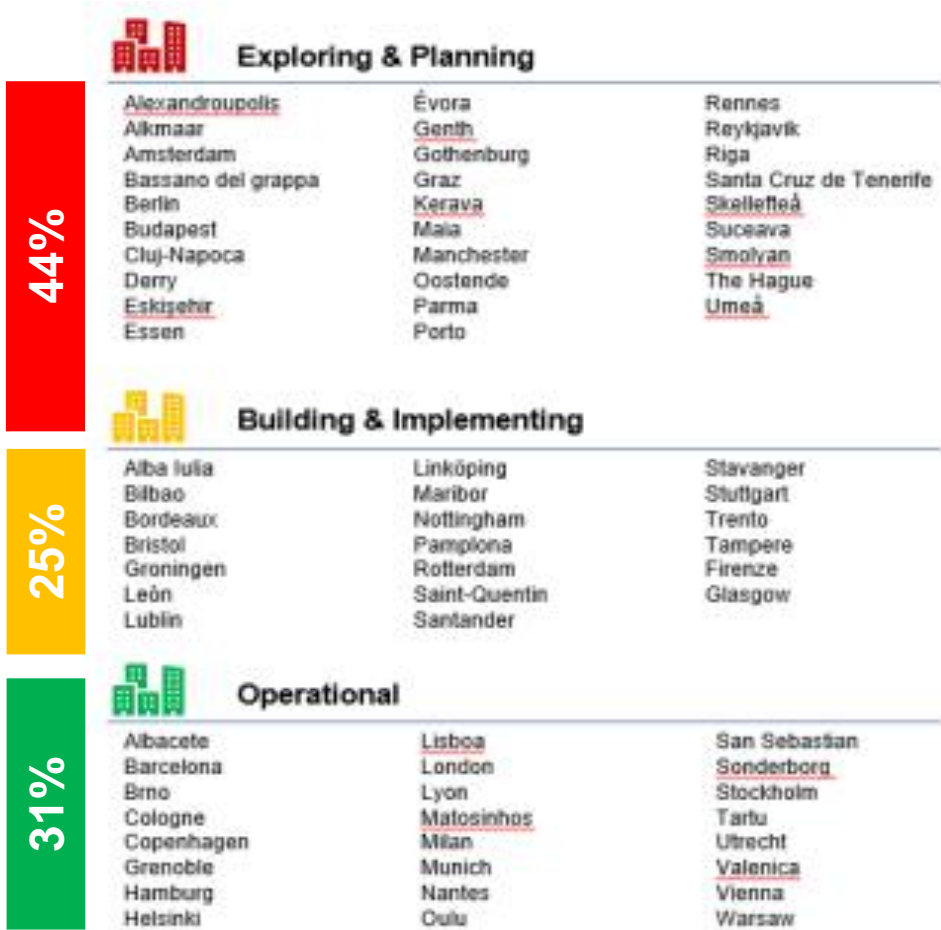 Exploring & Planning
44%
Alexandroupolis
Alkmaar
Amsterdam
Bassano del grappa
Berlin
Budapest
Cluj-Napoca
Derry
Eskişehir
Essen
Évora
Genth
Gothenburg
Graz
Kerava
Maia
Manchester
Oostende
Parma
Porto
Rennes
Reykjavik
Riga
Santa Cruz de Tenerife
Skellefteå
Suceava
Smolyan
The Hague
Umeå
Building & Implementing
25%
Alba Iulia
Bilbao
Bordeaux
Bristol
Groningen
León
Lublin
Linköping
Maribor
Nottingham
Pamplona
Rotterdam
Saint-Quentin
Santander
Stavanger
Stuttgart
Trento
Tampere
Firenze
Glasgow
Operational
31%
Albacete
Barcelona
Brno
Cologne
Copenhagen
Grenoble
Hamburg
Helsinki
Lisboa
London
Lyon
Matosinhos
Milan
Munich
Nantes
Oulu
San Sebastian
Sonderborg
Stockholm
Tartu
Utrecht
Valenica
Vienna
Warsaw